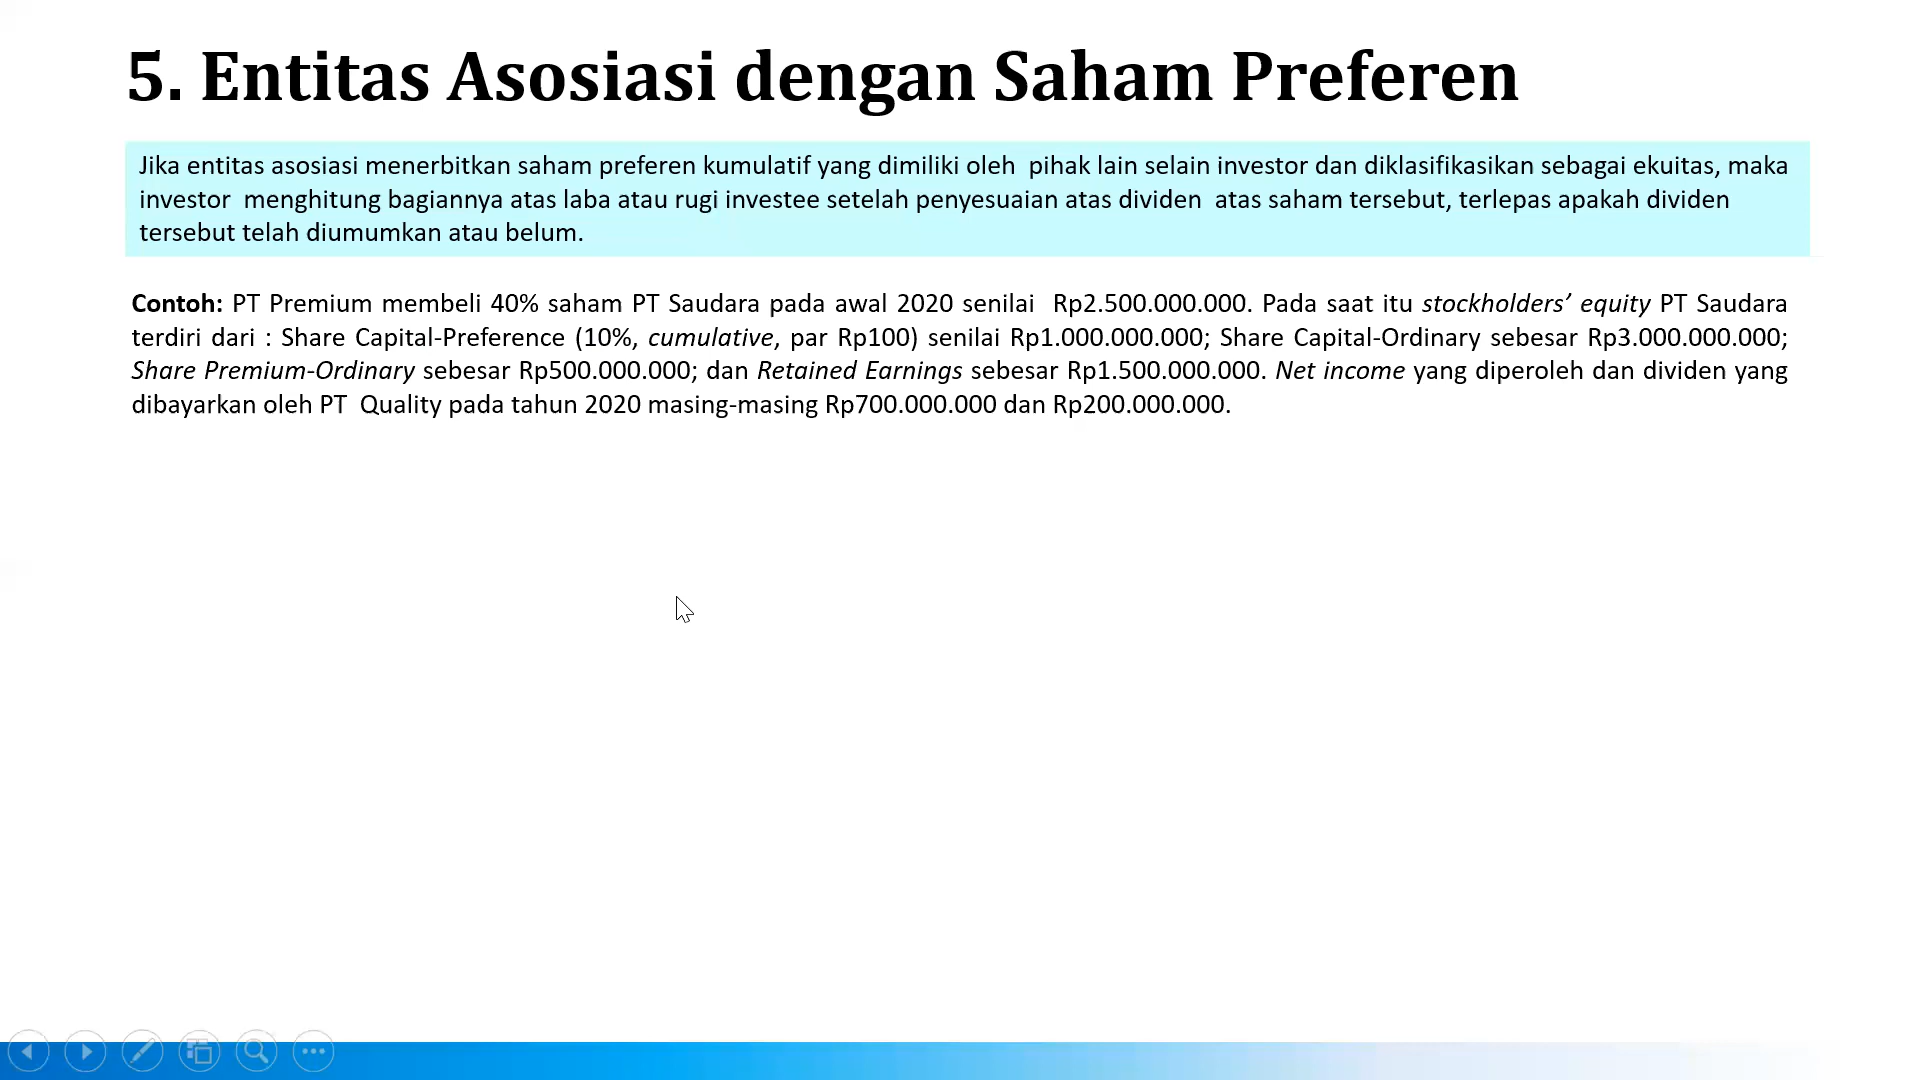 5. Entitas Asosiasi dengan Saham Preferen
Jika entitas asosiasi menerbitkan saham preferen kumulatif yang dimiliki oleh pihak lain selain investor dan diklasifikasikan sebagai ekuitas, maka
investor menghitung bagiannya atas laba atau rugi investee setelah penyesuaian atas dividen atas saham tersebut, terlepas apakah dividen
tersebut telah diumumkan atau belum.
Contoh: PT Premium membeli 40% saham PT Saudara pada awal 2020 senilai Rp2.500.000.000. Pada saat itu stockholders’ equity PT Saudara
terdiri dari : Share Capital-Preference (10%, cumulative, par Rp100) senilai Rp1.000.000.000; Share Capital-Ordinary sebesar Rp3.000.000.000;
Share Premium-Ordinary sebesar Rp500.000.000; dan Retained Earnings sebesar Rp1.500.000.000. Net income yang diperoleh dan dividen yang
dibayarkan oleh PT Quality pada tahun 2020 masing-masing Rp700.000.000 dan Rp200.000.000.